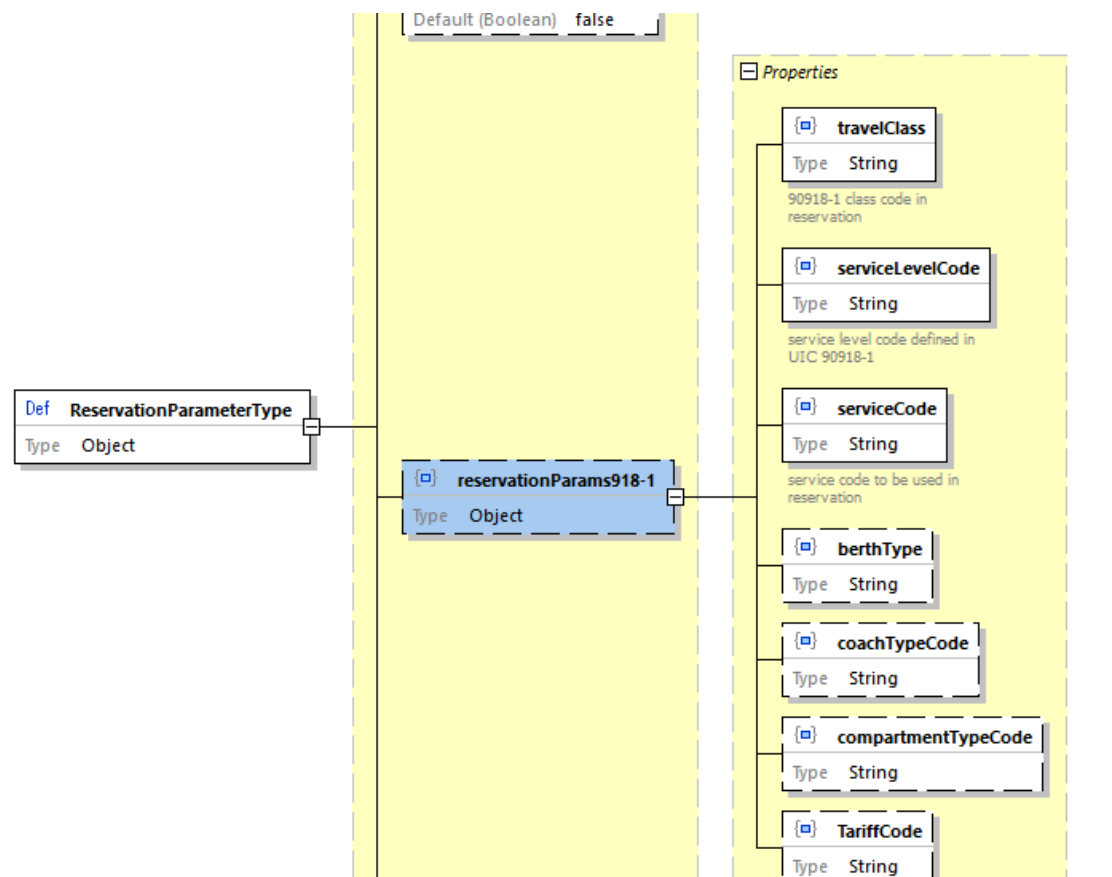 Default (Boolean) false
Properties
travelClass
Type String
90918-1 class code in
reservation
serviceLevelCode
Type String
service level code defined in
UIC 90918-1
Def ReservationParameterType
Type Object
serviceCode
Type String
service code to be used in
reservation
reservationParams918-1
Type Object
berthType
Type String
coachTypeCode
Type String
compartmentTypeCode
Type String
TariffCode
Type String